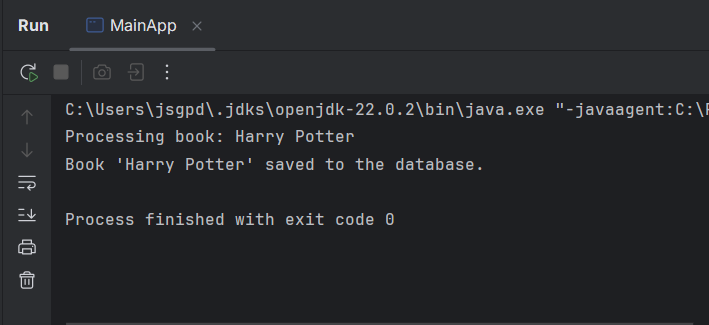 Run MainApp
C:\Users\jsgpd\.jdks\openjdk-22.0.2\bin\java.exe "-javaagent:C:\
Processing book: Harry Potter
Book 'Harry Potter' saved to the database.
Process finished with exit code 0